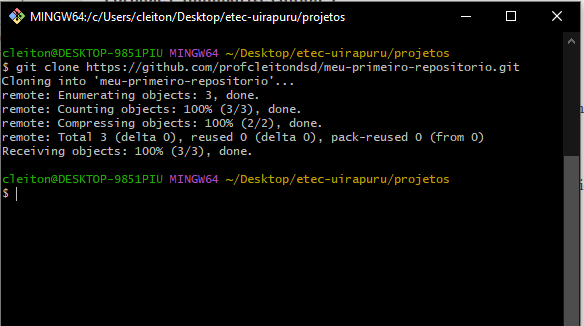 MINGW64:/c/Users/cleiton/Desktop/etec-uirapuru/projetos
cleiton@DESKTOP-9851PIU MINGW64 ~/Desktop/etec-uirapuru/projetos
$ git clone https://github.com/profcleitondsd/meu-primeiro-repositorio.git
Cloning into 'meu-primeiro-repositorio'...
remote: Enumerating objects: 3, done.
remote: Counting objects: 100% (3/3), done.
remote: Compressing objects: 100% (2/2), done.
remote: Total 3 (delta 0), reused 0 (delta 0), pack-reused 0 (from 0)
Receiving objects: 100% (3/3), done.
cleiton@DESKTOP-9851PIU MINGW64 ~/Desktop/etec-uirapuru/projetos
$